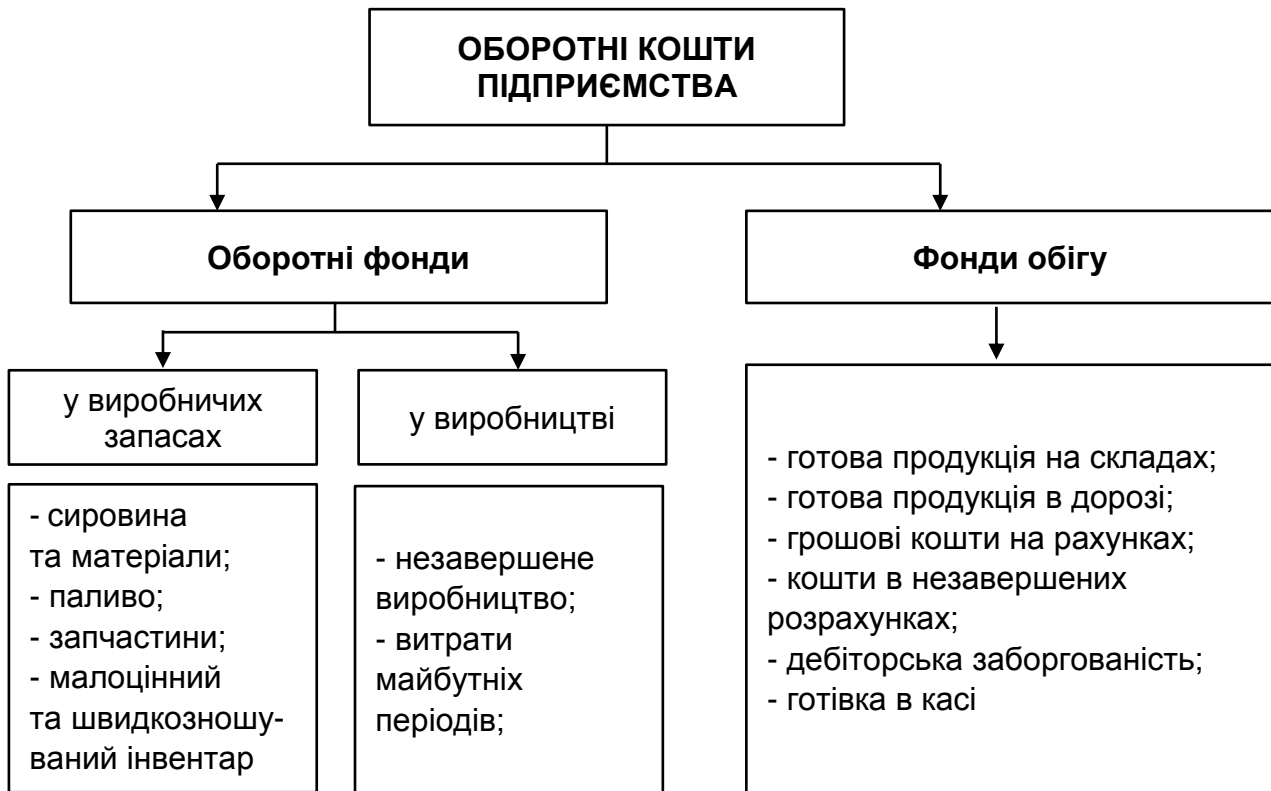 ОБОРОТНІ КОШТИ
ПІДПРИЄМСТВА
Оборотні фонди
Фонди обігу
у виробничих
запасах
у виробництві
- сировина
та матеріали;
- паливо;
- запчастини;
- малоцінний
та швидкозношу-
ваний інвентар
- незавершене
виробництво;
- витрати
майбутніх
періодів;
- готова продукція на складах;
- готова продукція в дорозі;
- грошові кошти на рахунках;
- кошти в незавершених
розрахунках;
- дебіторська заборгованість;
- готівка в касі